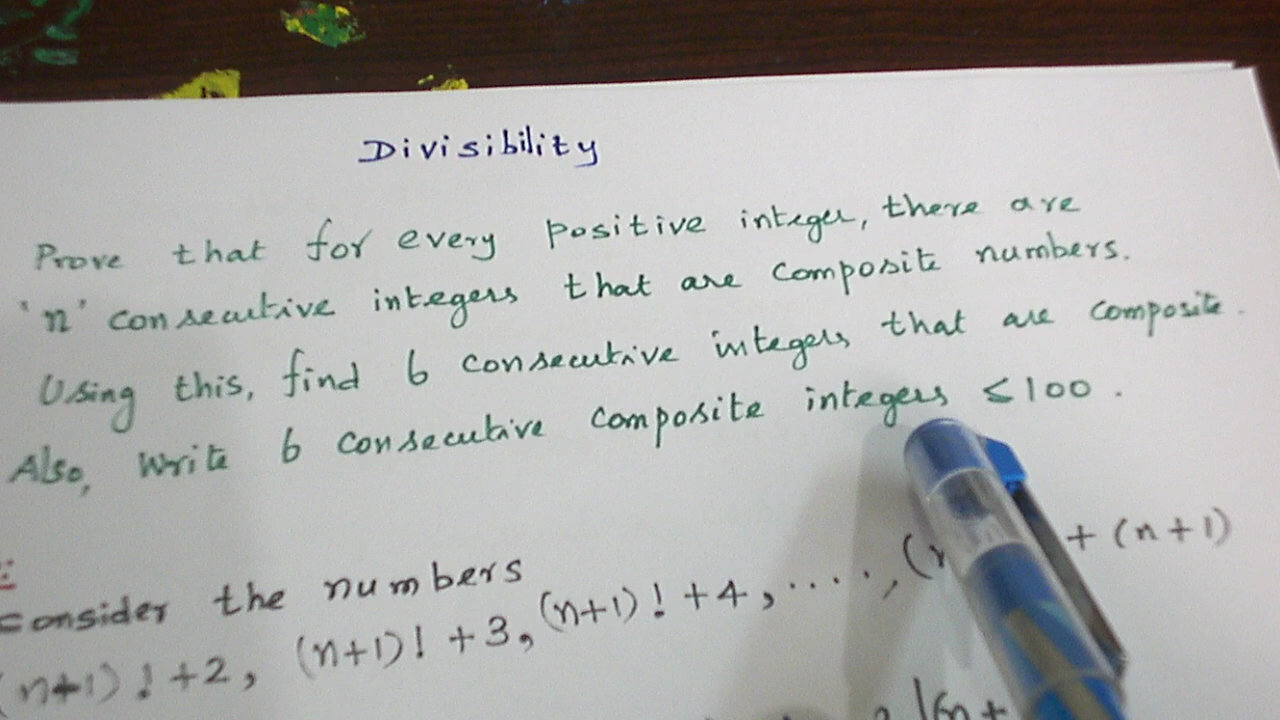 Divisibility
Prove that for every positive integer, there are
'n' consecutive integers that are composite numbers.
Using this, find 6 consecutive integers that are composite.
Also, Write 6 consecutive composite integers ≤100.
Consider the numbers
(n+1)!+2, (n+1)!+3, (n+1)!+4, ....., (n + (n+1)